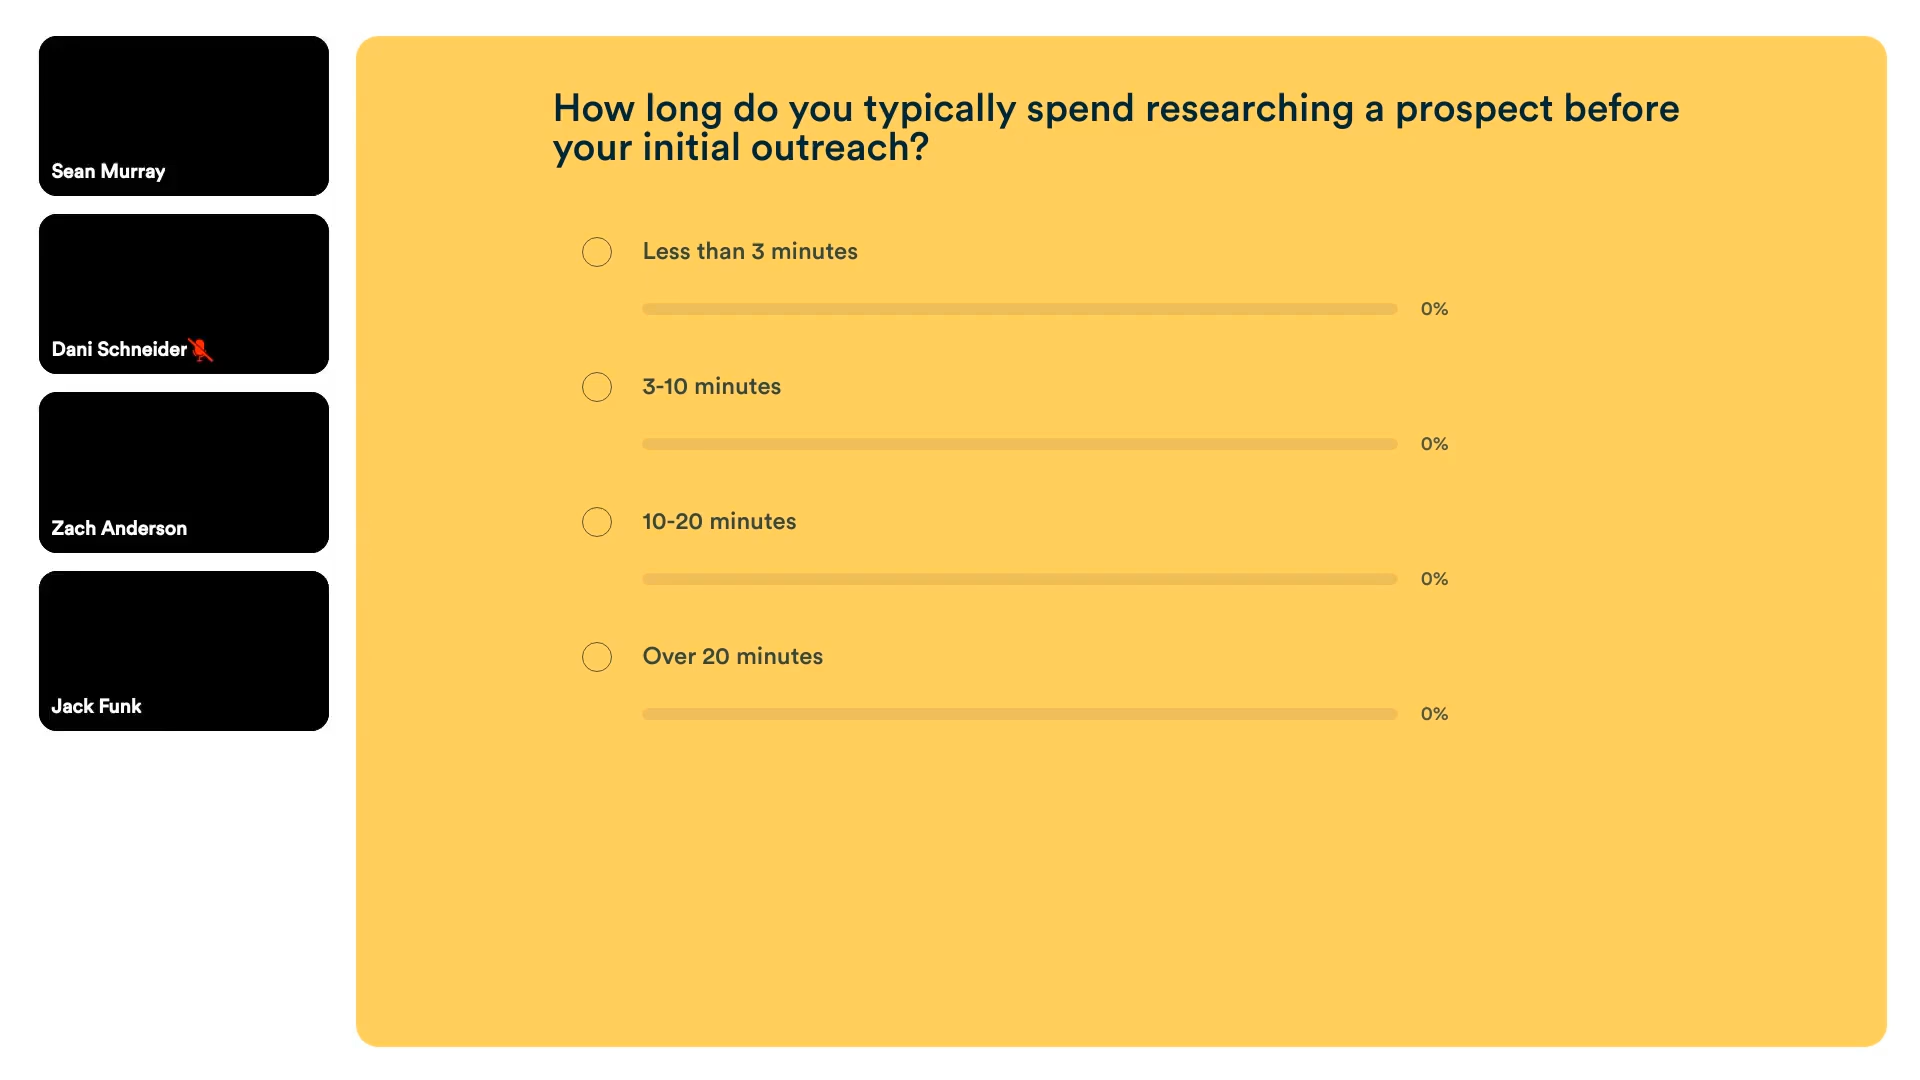 Sean Murray
Dani Schneider
Zach Anderson
Jack Funk
How long do you typically spend researching a prospect before
your initial outreach?
Less than 3 minutes
0%
3-10 minutes
0%
10-20 minutes
0%
Over 20 minutes
0%